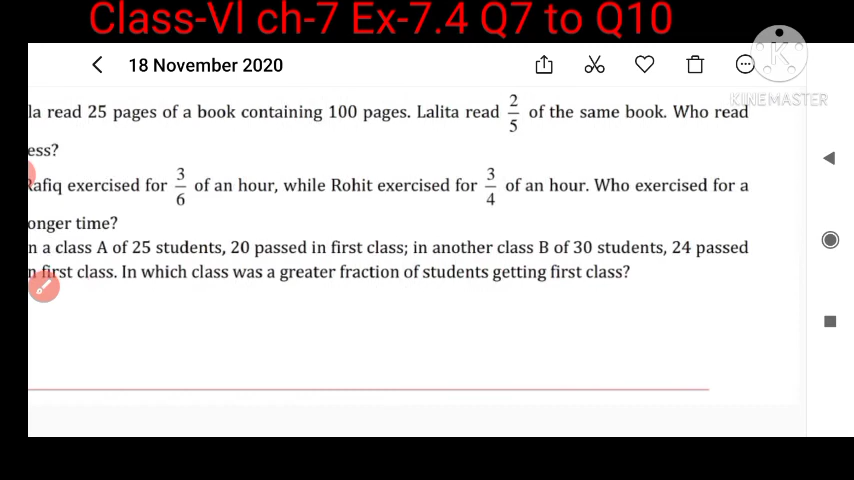 Class-VI ch-7 Ex-7.4 Q7 to Q10
18 November 2020
K
KINEMASTER
la read 25 pages of a book containing 100 pages. Lalita read 2/5 of the same book. Who read
ess?
Rafiq exercised for 3/6 of an hour, while Rohit exercised for 3/4 of an hour. Who exercised for a
onger time?
n a class A of 25 students, 20 passed in first class; in another class B of 30 students, 24 passed
n first class. In which class was a greater fraction of students getting first class?